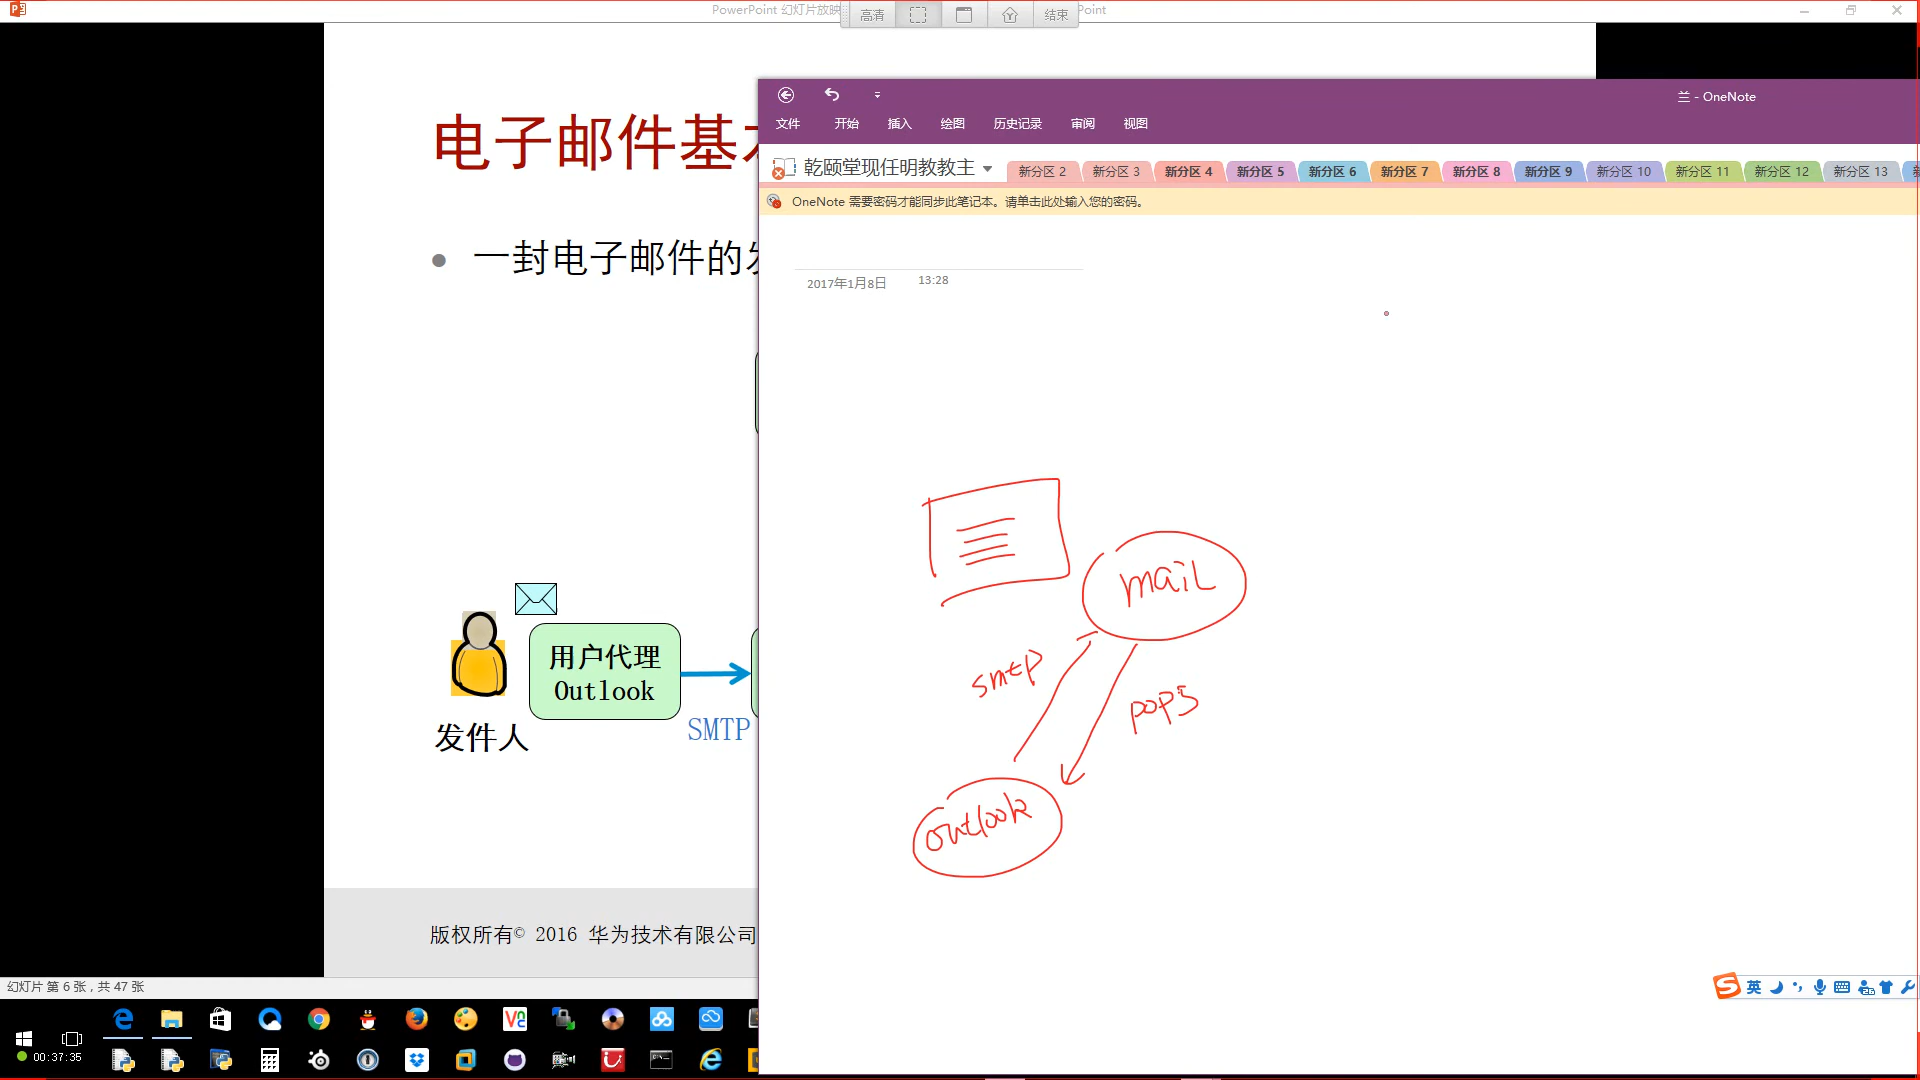 PowerPoint 幻灯片放映
Point
高清
结束
电子邮件基
一封电子邮件的
用户代理
Outlook
SMTP
发件人
版权所有© 2016 华为技术有限公司
幻灯片 第 6 张，共 47 张
00:37:35
兰 - OneNote
文件 开始 插入 绘图 历史记录 审阅 视图
乾颐堂现任明教教主
新分区 2 新分区 3 新分区 4 新分区 5 新分区 6 新分区 7 新分区 8 新分区 9 新分区 10 新分区 11 新分区 12 新分区 13
OneNote 需要密码才能同步此笔记本。请单击此处输入您的密码。
2017年1月8日 13:28
mail
smtp
pop3
outlook
英